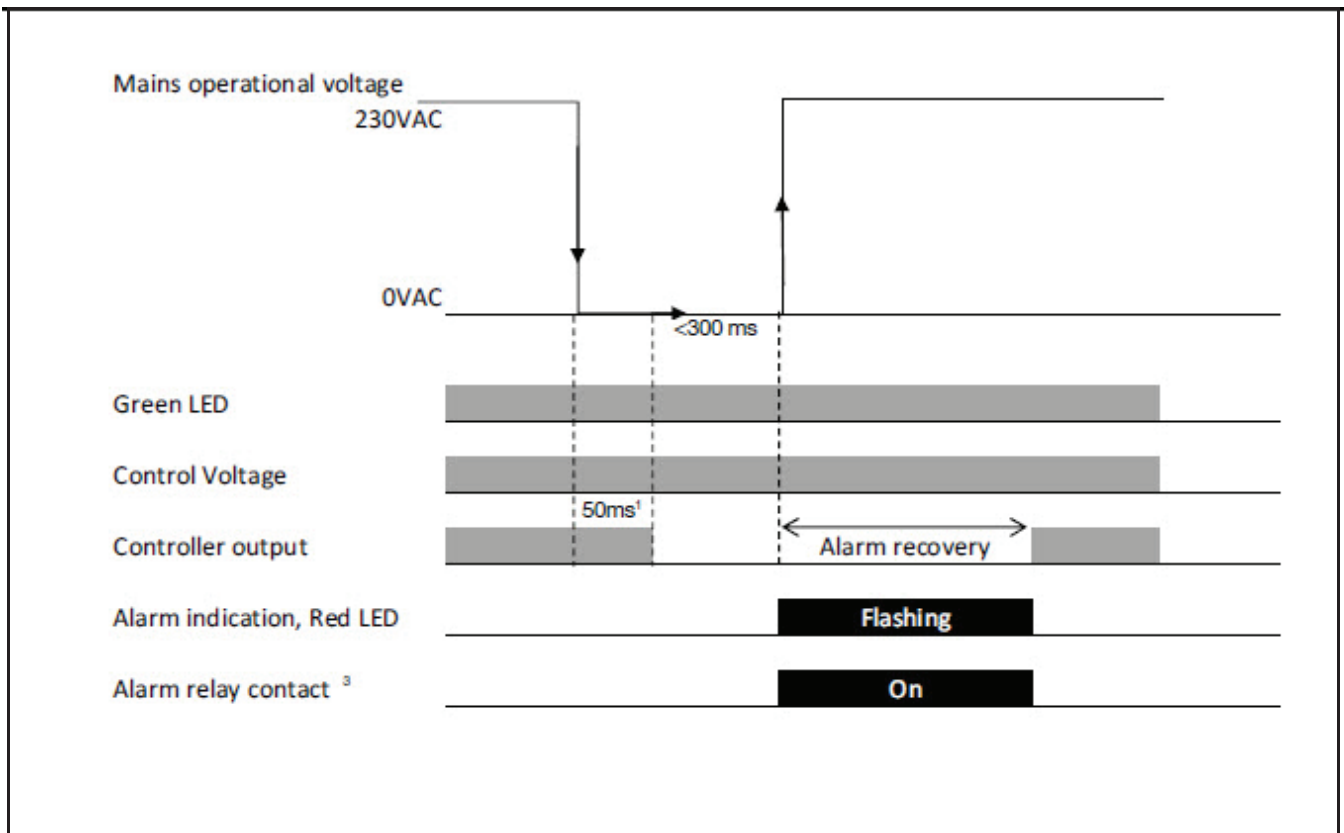 Mains operational voltage
230VAC
0VAC
<300 ms
Green LED
Control Voltage
50ms¹
Controller output
Alarm recovery
Alarm indication, Red LED
Flashing
Alarm relay contact ³
On